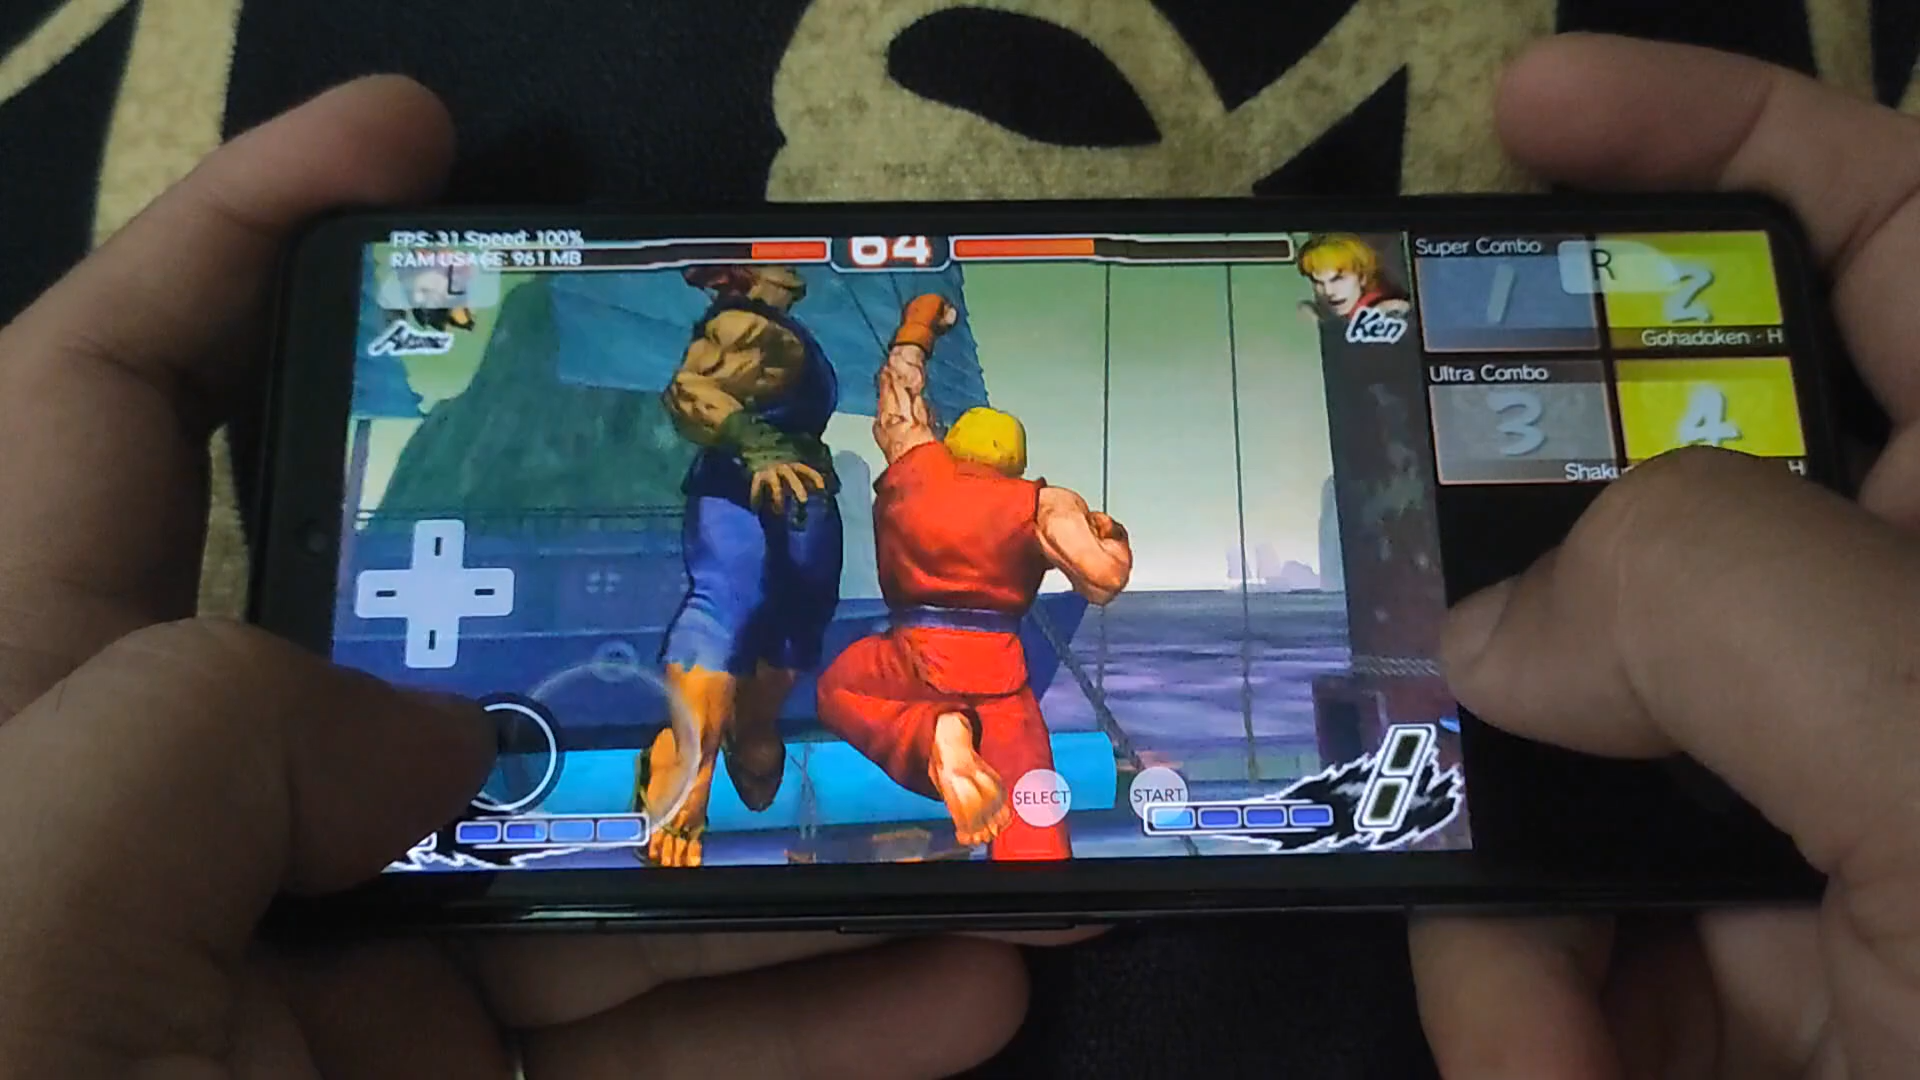 FPS: 31 Speed: 100%
RAM USAGE: 961 MB
64
L
Ken
Super Combo
R
1
2
Gohadoken · H
Ultra Combo
3
4
H
SELECT
START